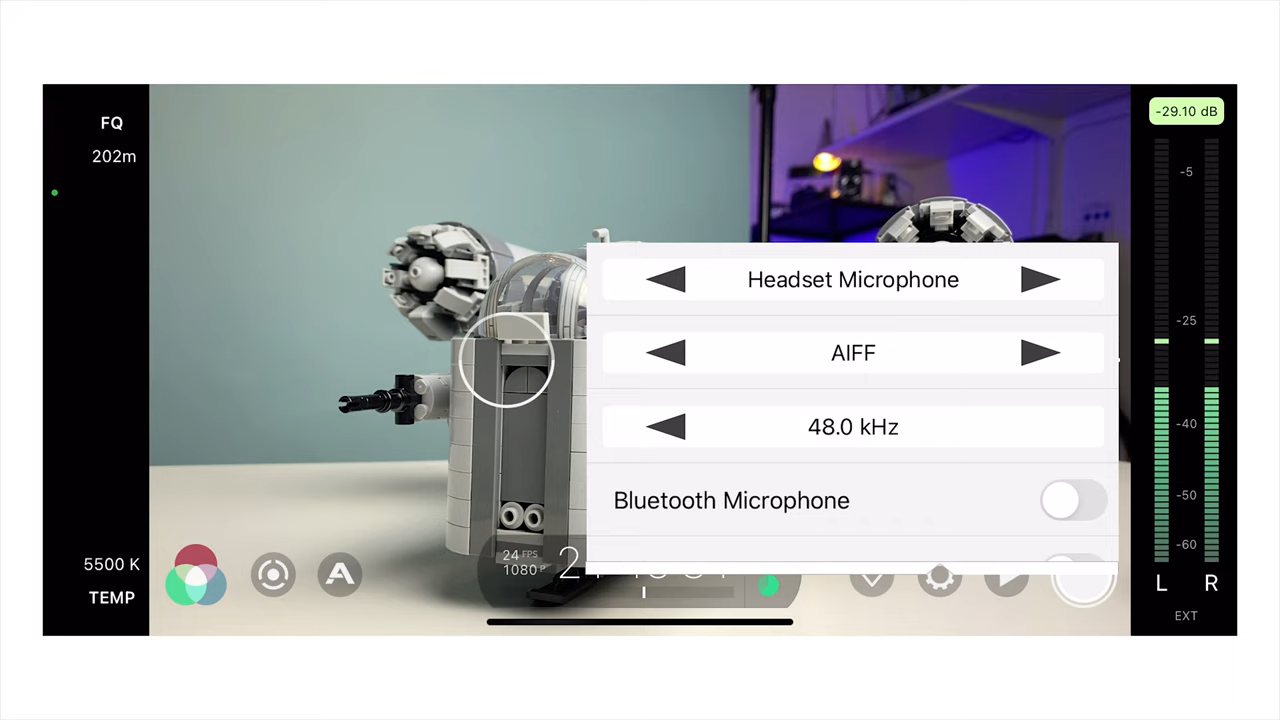 FQ
202m
5500 K
TEMP
Headset Microphone
AIFF
48.0 kHz
Bluetooth Microphone
24 FPS
1080 P
-29.10 dB
-5
-25
-40
-50
-60
L R
EXT